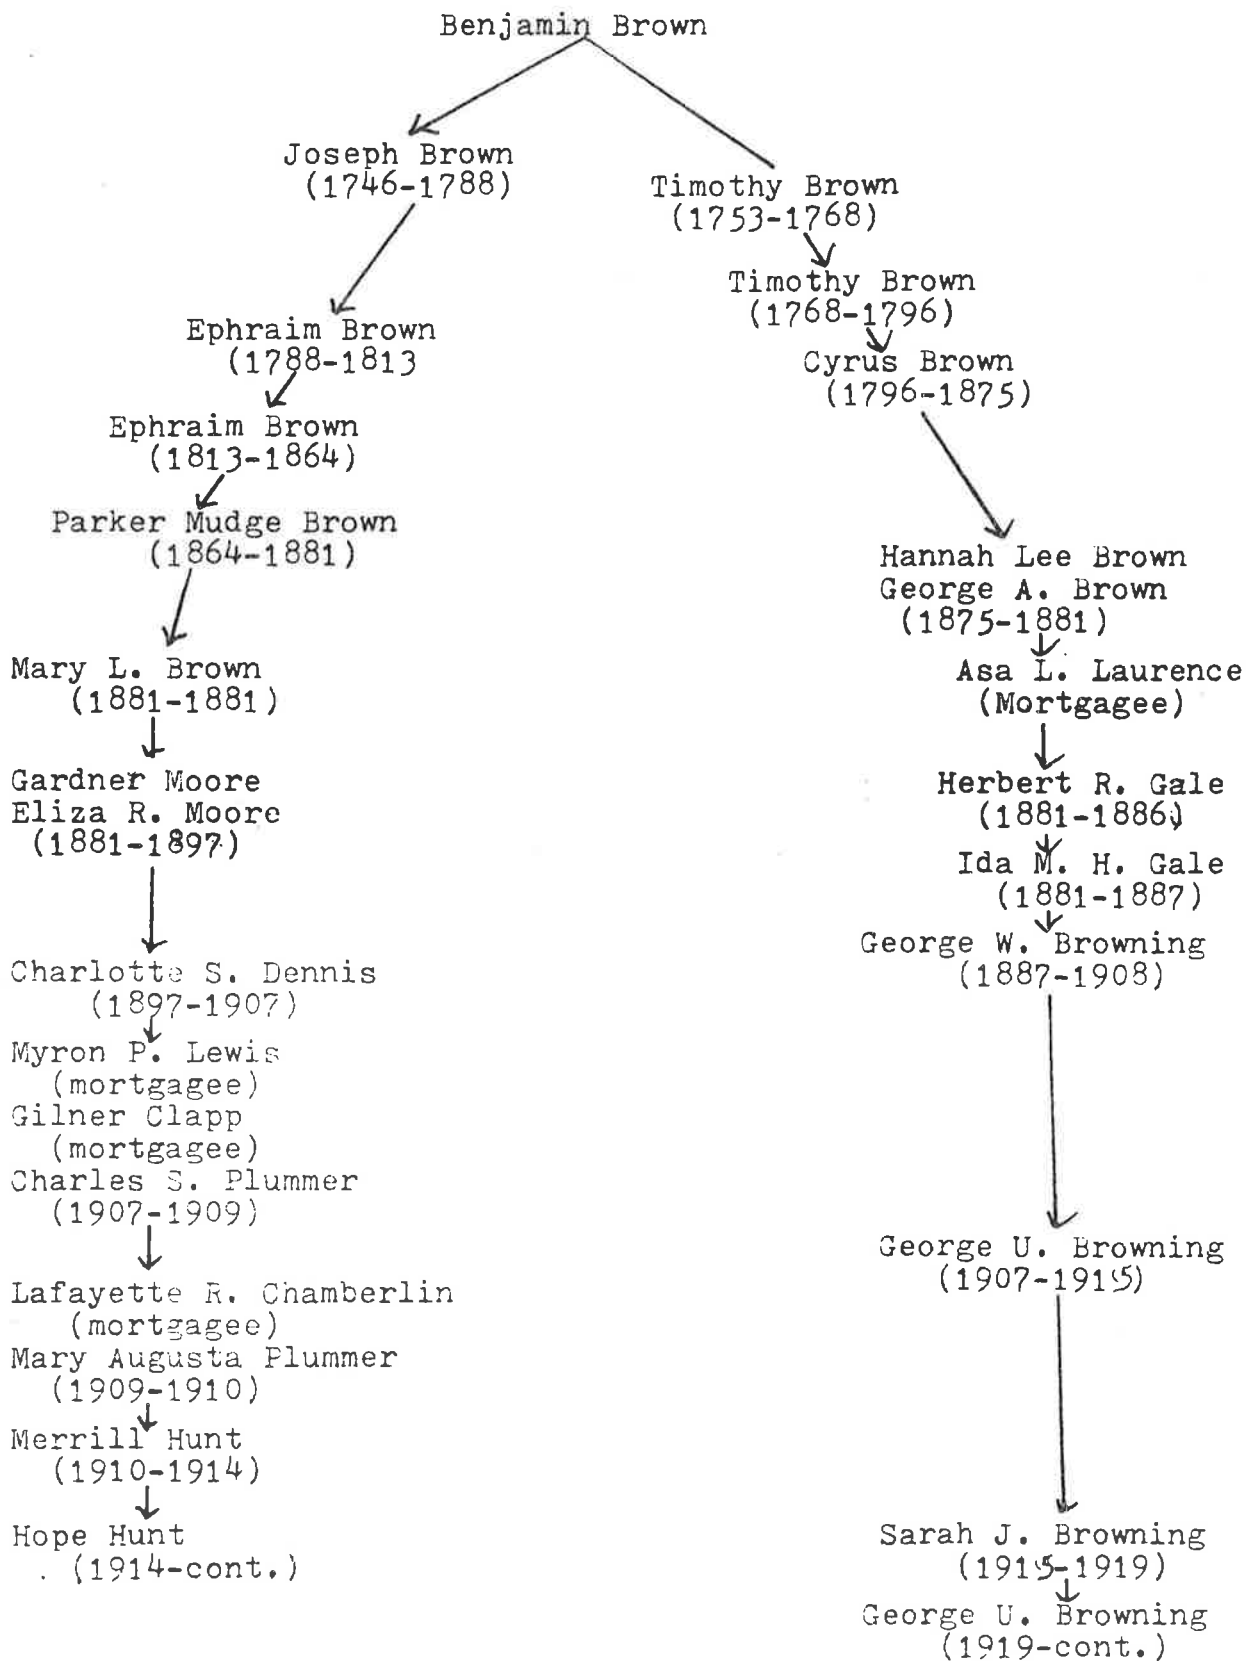 Benjamin Brown
Joseph Brown
(1746-1788)
Ephraim Brown
(1788-1813
Ephraim Brown
(1813-1864)
Parker Mudge Brown
(1864-1881)
Mary L. Brown
(1881-1881)
Gardner Moore
Eliza R. Moore
(1881-1897)
Charlotte S. Dennis
(1897-1907)
Myron P. Lewis
(mortgagee)
Gilner Clapp
(mortgagee)
Charles S. Plummer
(1907-1909)
Lafayette R. Chamberlin
(mortgagee)
Mary Augusta Plummer
(1909-1910)
Merrill Hunt
(1910-1914)
Hope Hunt
(1914-cont.)
Timothy Brown
(1753-1768)
Timothy Brown
(1768-1796)
Cyrus Brown
(1796-1875)
Hannah Lee Brown
George A. Brown
(1875-1881)
Asa L. Laurence
(Mortgagee)
Herbert R. Gale
(1881-1886)
Ida M. H. Gale
(1881-1887)
George W. Browning
(1887-1908)
George U. Browning
(1907-1915)
Sarah J. Browning
(1915-1919)
George U. Browning
(1919-cont.)